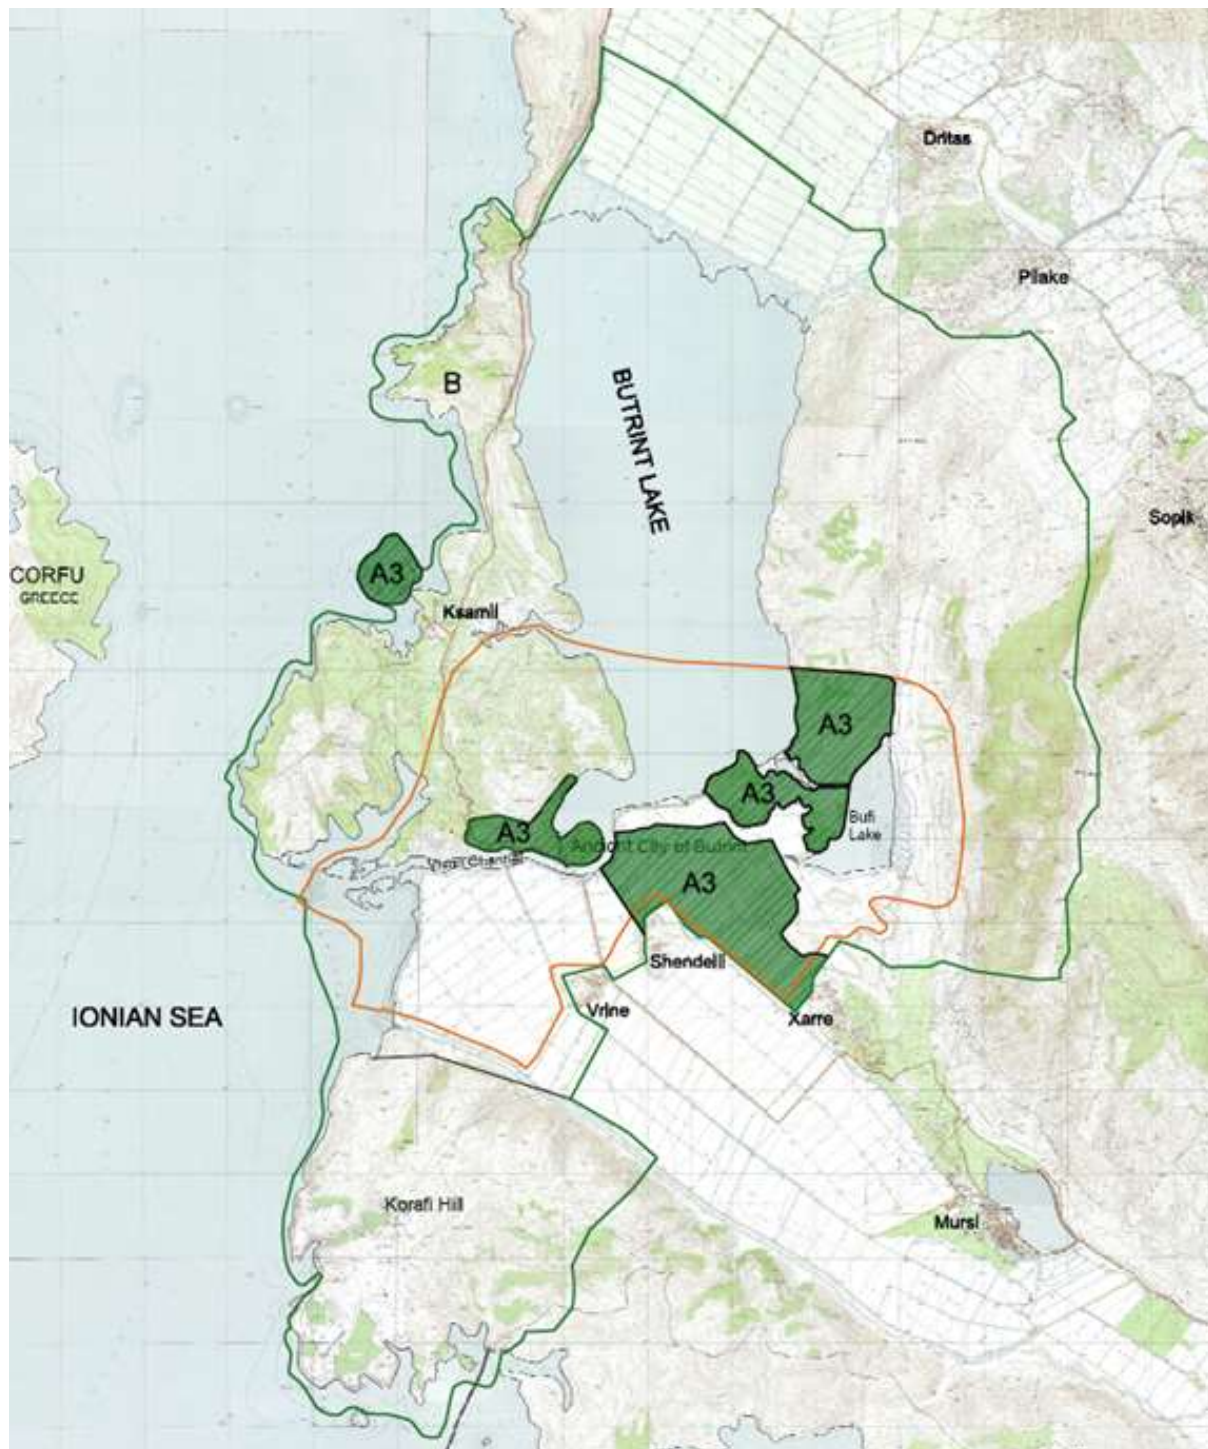 Dritas
Pllake
B
BUTRINT LAKE
Sopik
CORFU
GREECE
A3
Ksamil
A3
A3
Bufi
Lake
A3
Ancient City of Butrint
A3
Shendelli
IONIAN SEA
Vrine
Xarre
Korafi Hill
Mursi